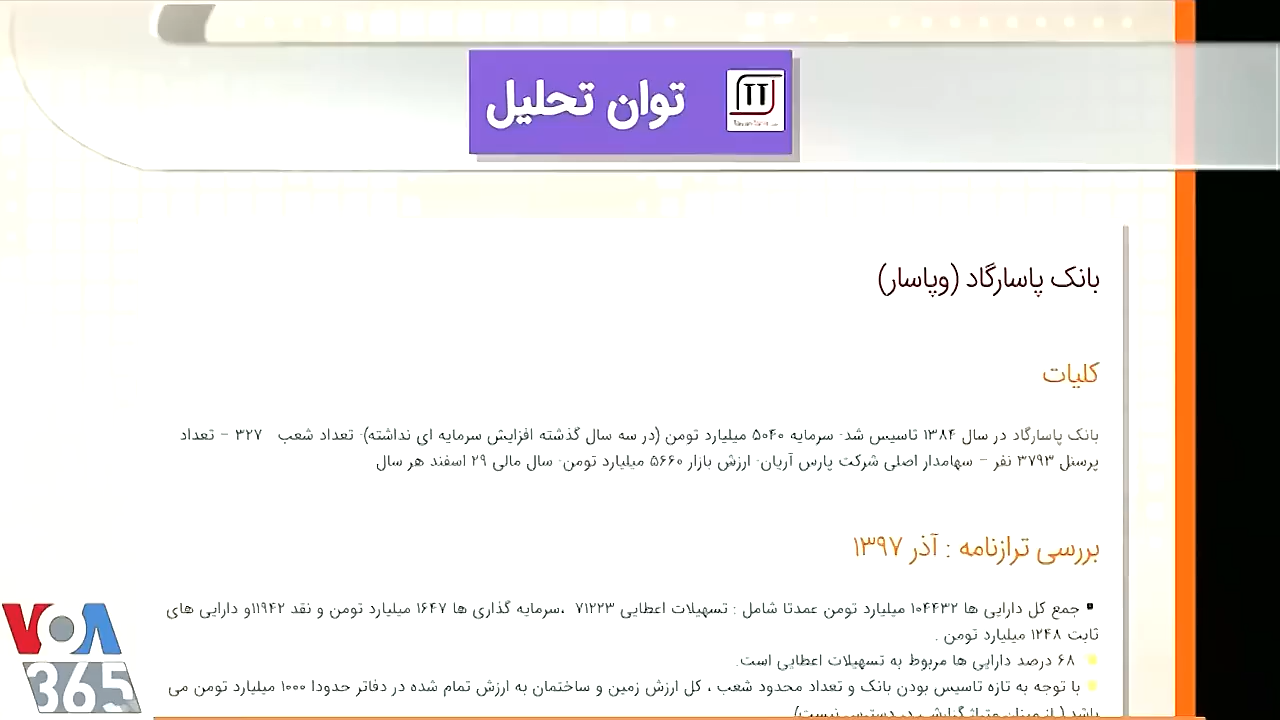 توان تحلیل
بانک پاسارگاد (وپاسار)
کلیات
بانک پاسارگاد در سال ۱۳۸۴ تاسیس شد- سرمایه ۵۰۴۰ میلیارد تومن (در سه سال گذشته افزایش سرمایه ای نداشته)- تعداد شعب ۳۲۷ – تعداد
پرسنل ۳۷۹۳ نفر – سهامدار اصلی شرکت پارس آریان- ارزش بازار ۵۶۶۰ میلیارد تومن- سال مالی ۲۹ اسفند هر سال
بررسی ترازنامه : آذر ۱۳۹۷
▪ جمع کل دارایی ها ۱۰۴۴۳۲ میلیارد تومن عمدتا شامل : تسهیلات اعطایی ۷۱۲۲۳ ،سرمایه گذاری ها ۱۶۴۷ میلیارد تومن و نقد ۱۱۹۴۲و دارایی های
ثابت ۱۲۴۸ میلیارد تومن .
۶۸ درصد دارایی ها مربوط به تسهیلات اعطایی است.
با توجه به تازه تاسیس بودن بانک و تعداد محدود شعب ، کل ارزش زمین و ساختمان به ارزش تمام شده در دفاتر حدودا ۱۰۰۰ میلیارد تومن می
VOA
365